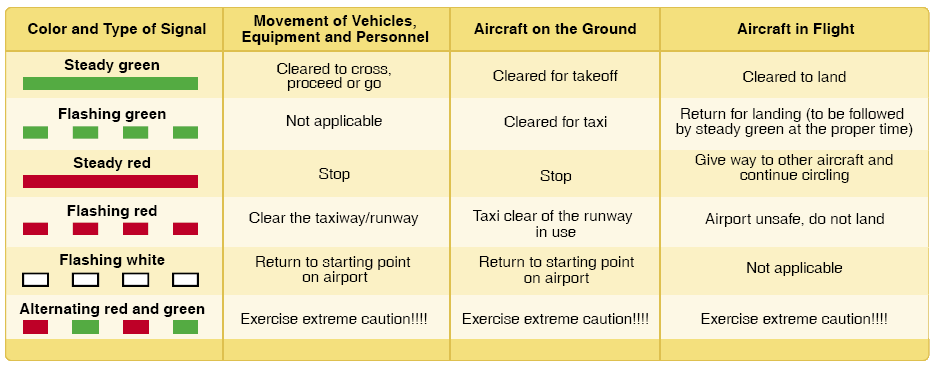 Color and Type of Signal
Movement of Vehicles,
Equipment and Personnel
Aircraft on the Ground
Aircraft in Flight
Steady green
Cleared to cross,
proceed or go
Cleared for takeoff
Cleared to land
Flashing green
Not applicable
Cleared for taxi
Return for landing (to be followed
by steady green at the proper time)
Steady red
Stop
Stop
Give way to other aircraft and
continue circling
Flashing red
Clear the taxiway/runway
Taxi clear of the runway
in use
Airport unsafe, do not land
Flashing white
Return to starting point
on airport
Return to starting point
on airport
Not applicable
Alternating red and green
Exercise extreme caution!!!!
Exercise extreme caution!!!!
Exercise extreme caution!!!!